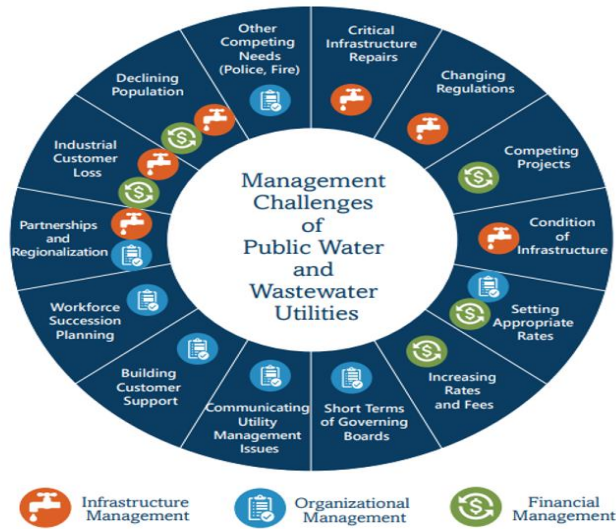 Other
Competing
Needs
(Police, Fire)
Critical
Infrastructure
Repairs
Changing
Regulations
Competing
Projects
Condition
of
Infrastructure
Setting
Appropriate
Rates
Increasing
Rates
and Fees
Short Terms
of Governing
Boards
Communicating
Utility
Management
Issues
Building
Customer
Support
Workforce
Succession
Planning
Partnerships
and
Regionalization
Industrial
Customer
Loss
Declining
Population
Management
Challenges
of
Public Water
and
Wastewater
Utilities
Infrastructure
Management
Organizational
Management
Financial
Management